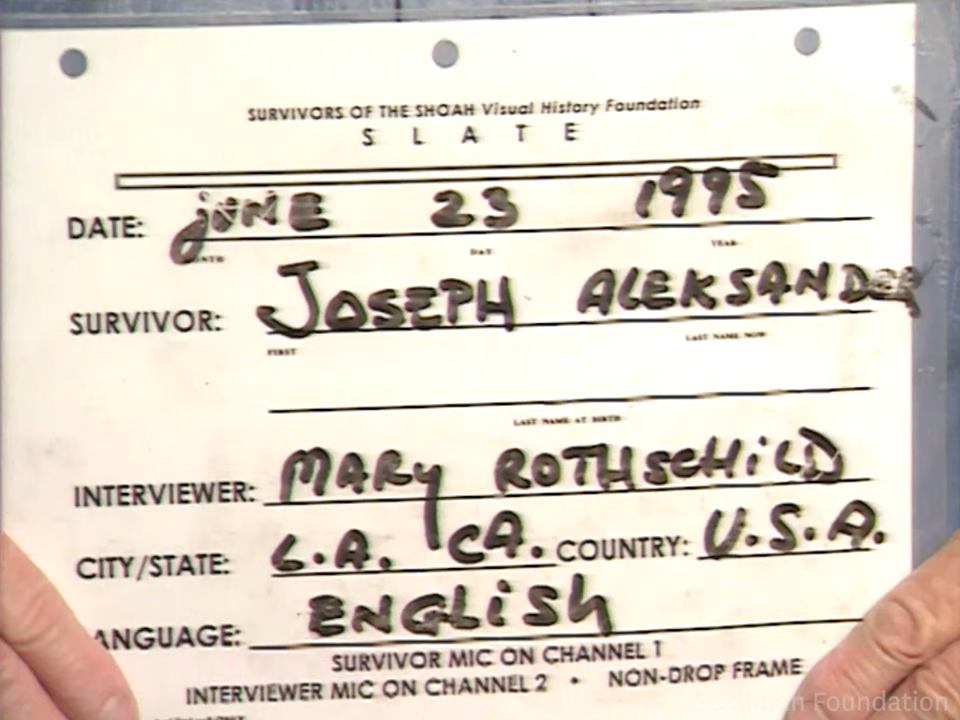 SURVIVORS OF THE SHOAH Visual History Foundation
SLATE
DATE: JUNE 23 1995
MONTH DAY YEAR
SURVIVOR: JOSEPH ALEKSANDER
FIRST LAST NAME NOW
LAST NAME AT BIRTH
INTERVIEWER: MARY ROTHSCHILD
CITY/STATE: L.A. CA. COUNTRY: U.S.A.
ANGUAGE: ENGLISH
SURVIVOR MIC ON CHANNEL 1
INTERVIEWER MIC ON CHANNEL 2 • NON-DROP FRAME
Foundation